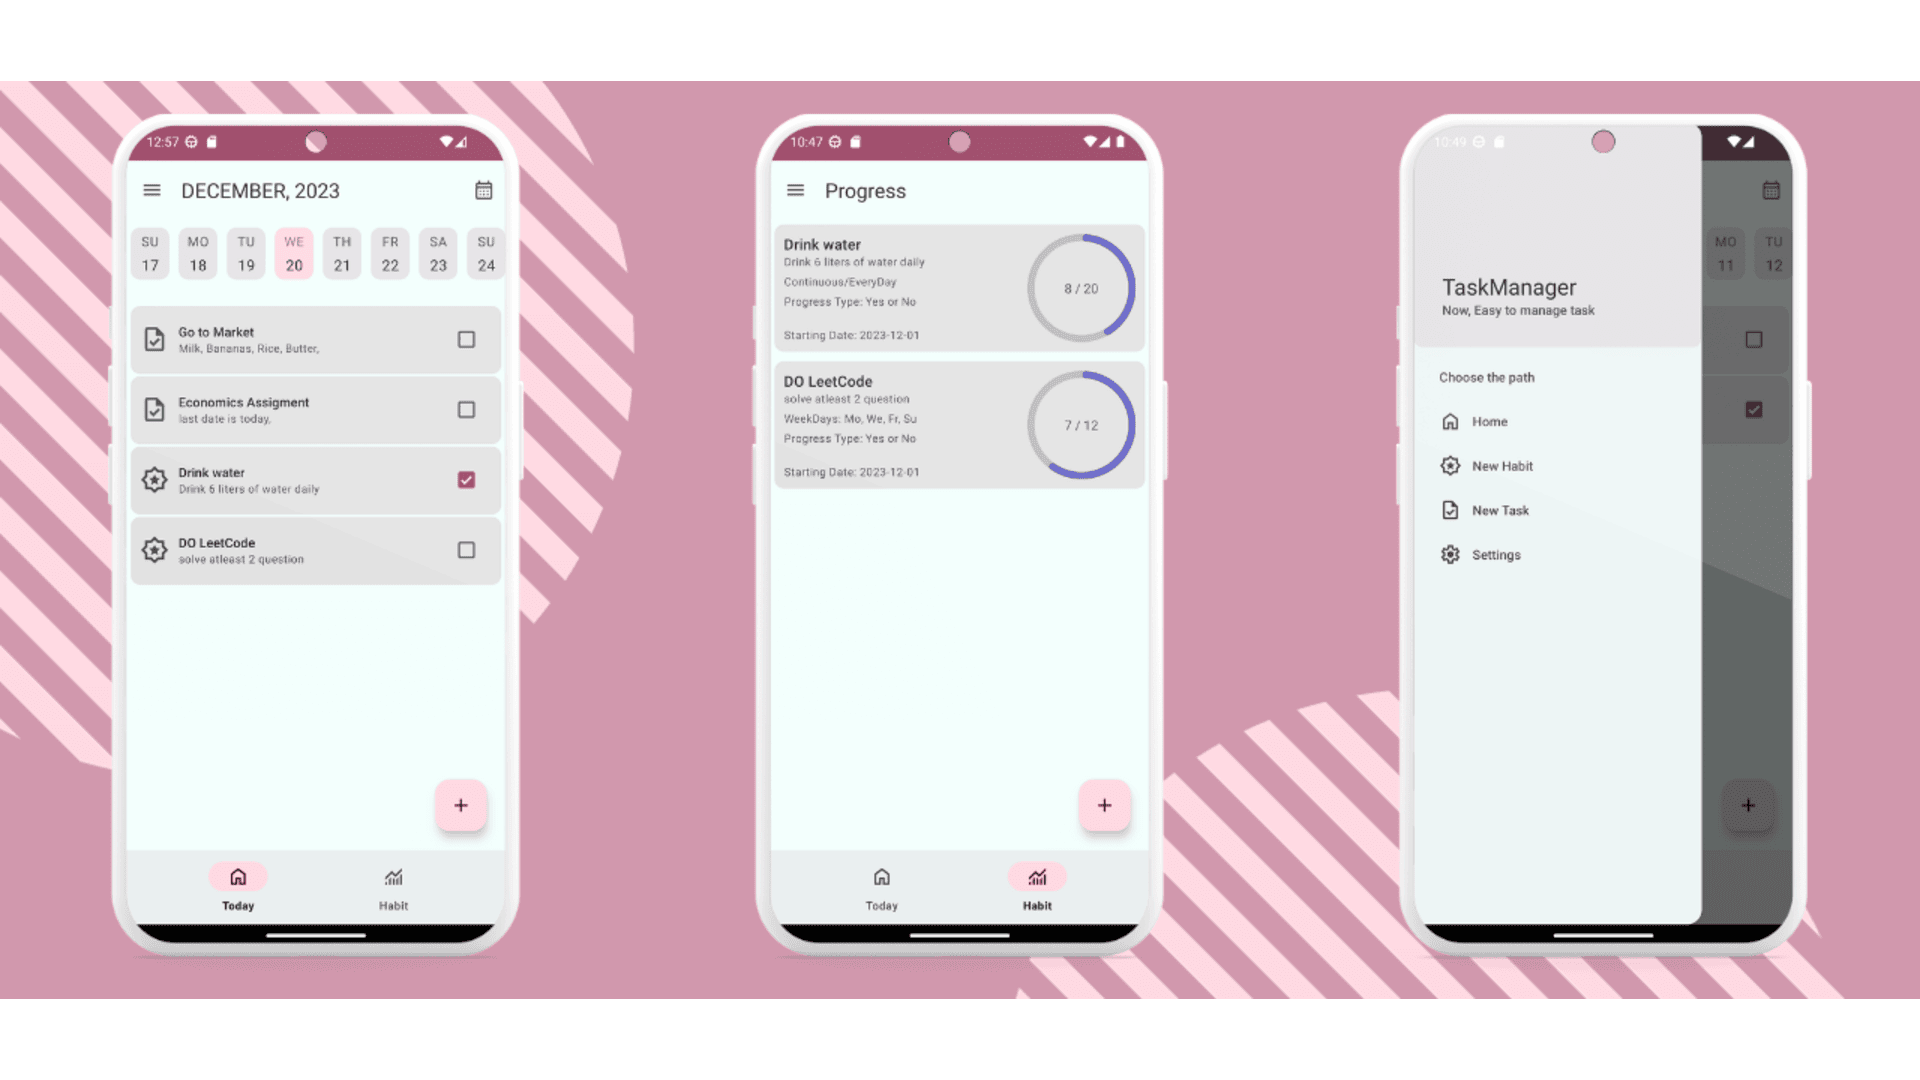 12:57
DECEMBER, 2023
SU MO TU WE TH FR SA SU
17 18 19 20 21 22 23 24
Go to Market
Milk, Bananas, Rice, Butter,
Economics Assigment
last date is today,
Drink water
Drink 6 liters of water daily
DO LeetCode
solve atleast 2 question
+
Today Habit
10:47
Progress
Drink water
Drink 6 liters of water daily
Continuous/EveryDay
Progress Type: Yes or No
Starting Date: 2023-12-01
8 / 20
DO LeetCode
solve atleast 2 question
WeekDays: Mo, We, Fr, Su
Progress Type: Yes or No
Starting Date: 2023-12-01
7 / 12
+
Today Habit
10:49
TaskManager
Now, Easy to manage task
Choose the path
Home
New Habit
New Task
Settings
MO TU
11 12
+